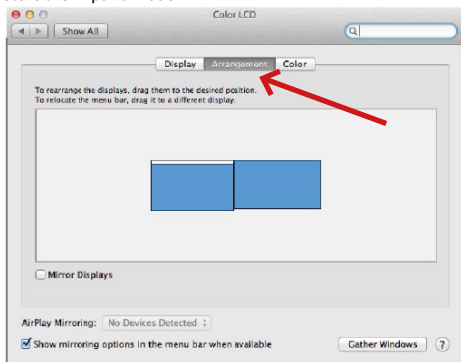 Color LCD
Show All
Display Arrangement Color
To rearrange the displays, drag them to the desired position.
To relocate the menu bar, drag it to a different display.
Mirror Displays
AirPlay Mirroring: No Devices Detected
Show mirroring options in the menu bar when available
Gather Windows ?